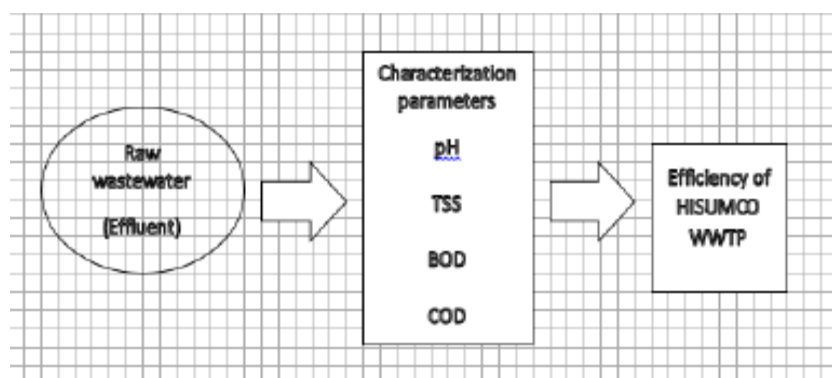 Raw
wastewater
(Effluent)
Characterization
parameters
pH
TSS
BOD
COD
Efficiency of
HISUMCO
WWTP